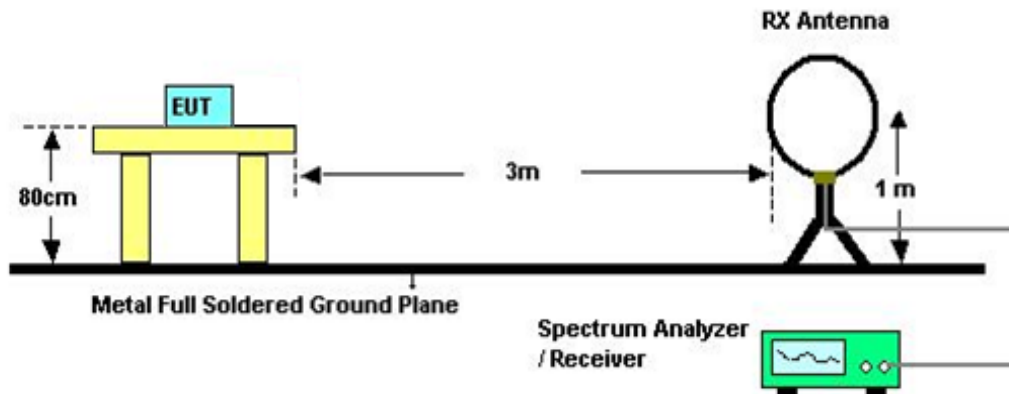 RX Antenna
EUT
80cm
3m
1 m
Metal Full Soldered Ground Plane
Spectrum Analyzer
/ Receiver